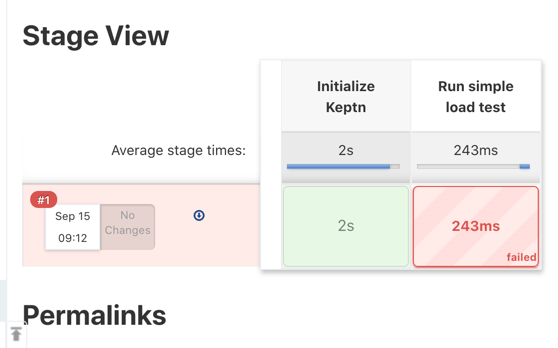 Stage View
Initialize
Keptn
Run simple
load test
Average stage times:
2s
243ms
#1
Sep 15
09:12
No
Changes
2s
243ms
failed
Permalinks